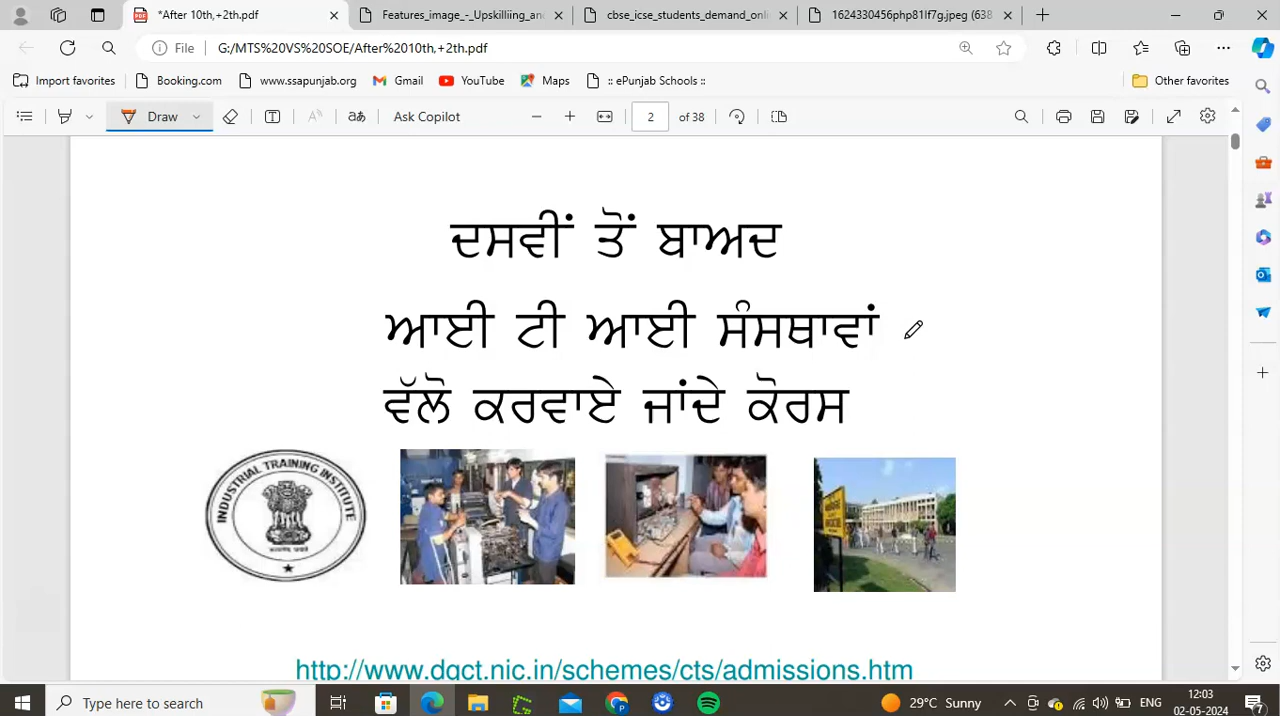 *After 10th,+2th.pdf
Features_image_-_Upskilliing_and
cbse_icse_students_demand_onli
1624330456php81If7g.jpeg (638
File
G:/MTS%20VS%20SOE/After%2010th,+2th.pdf
Import favorites
Booking.com
www.ssapunjab.org
Gmail
YouTube
Maps
:: ePunjab Schools ::
Other favorites
Draw
Ask Copilot
2 of 38
ਦਸਵੀਂ ਤੋਂ ਬਾਅਦ
ਆਈ ਟੀ ਆਈ ਸੰਸਥਾਵਾਂ
ਵੱਲੋ ਕਰਵਾਏ ਜਾਂਦੇ ਕੋਰਸ
INDUSTRIAL TRAINING INSTITUTE
http://www.dgct.nic.in/schemes/cts/admissions.htm
Type here to search
29°C Sunny
ENG
12:03
02-05-2024